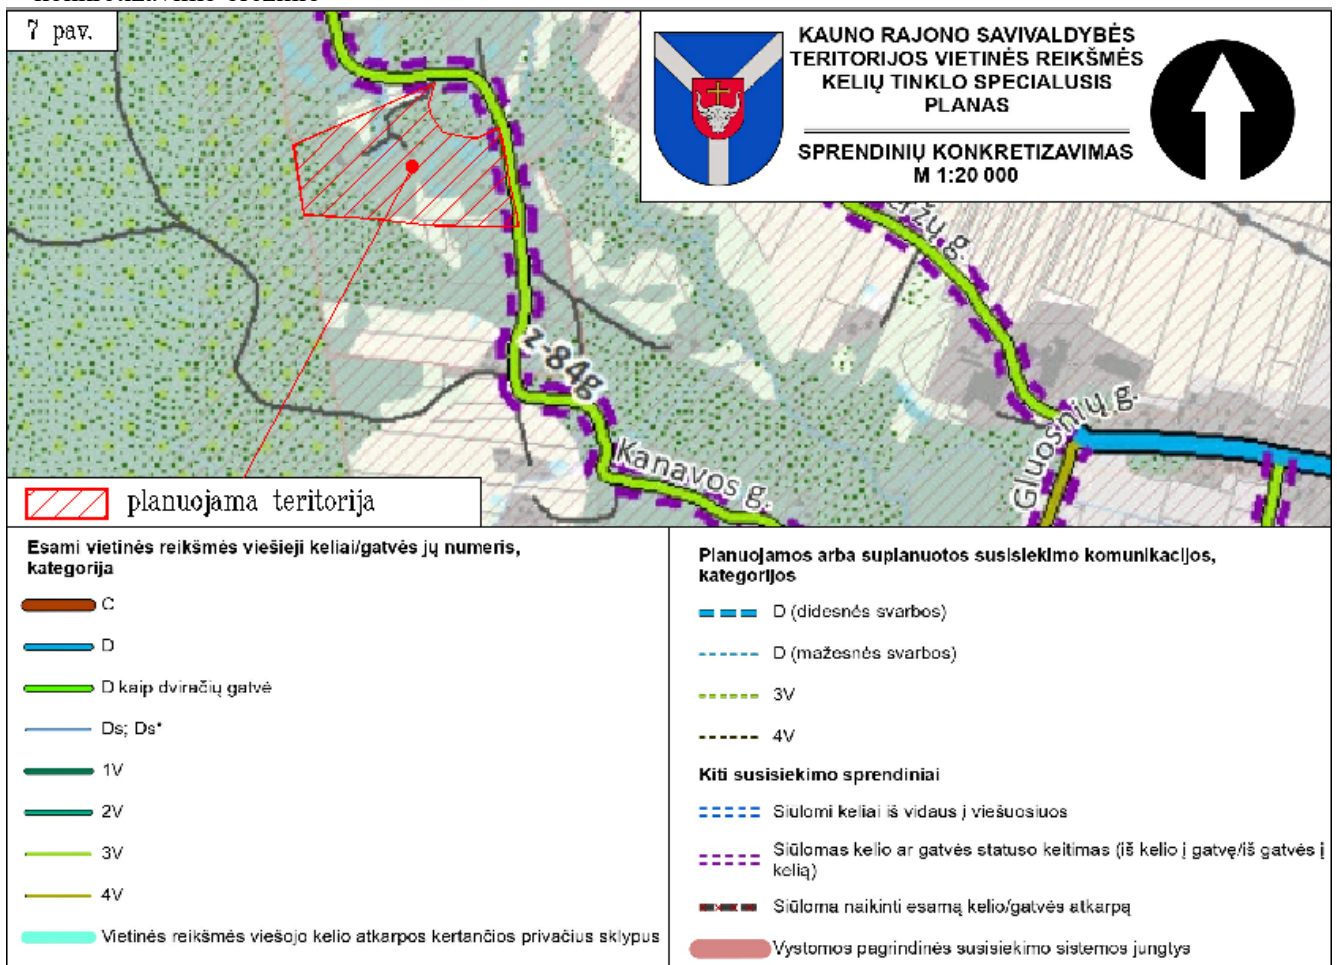 7 pav.
KAUNO RAJONO SAVIVALDYBĖS
TERITORIJOS VIETINĖS REIKŠMĖS
KELIŲ TINKLO SPECIALUSIS
PLANAS
SPRENDINIŲ KONKRETIZAVIMAS
M 1:20 000
ržų g.
z-84g
Gluosnių g.
Kanavos g.
planuojama teritorija
Esami vietinės reikšmės viešieji keliai/gatvės jų numeris,
kategorija
C
D
D kaip dviračių gatvė
Ds; Ds*
1V
2V
3V
4V
Vietinės reikšmės viešojo kelio atkarpos kertančios privačius sklypus
Planuojamos arba suplanuotos susisiekimo komunikacijos,
kategorijos
D (didesnės svarbos)
D (mažesnės svarbos)
3V
4V
Kiti susisiekimo sprendiniai
Siūlomi keliai iš vidaus į viešuosiuos
Siūlomas kelio ar gatvės statuso keitimas (iš kelio į gatvę/iš gatvės į
kelią)
Siūloma naikinti esamą kelio/gatvės atkarpą
Vystomos pagrindinės susisiekimo sistemos jungtys